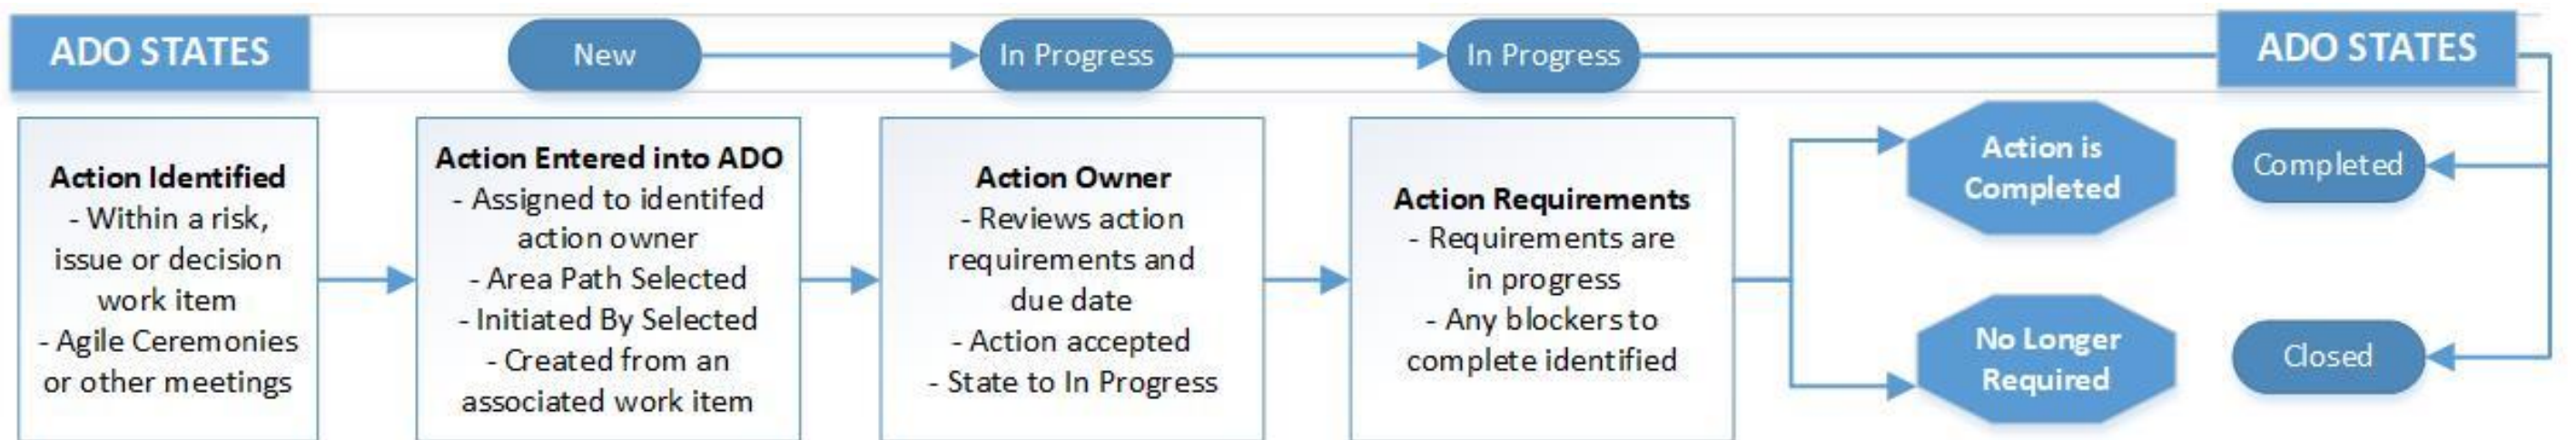 ADO STATES
New
In Progress
In Progress
ADO STATES
Action Identified
- Within a risk,
issue or decision
work item
- Agile Ceremonies
or other meetings
Action Entered into ADO
- Assigned to identifed
action owner
- Area Path Selected
- Initiated By Selected
- Created from an
associated work item
Action Owner
- Reviews action
requirements and
due date
- Action accepted
- State to In Progress
Action Requirements
- Requirements are
in progress
- Any blockers to
complete identified
Action is
Completed
Completed
No Longer
Required
Closed